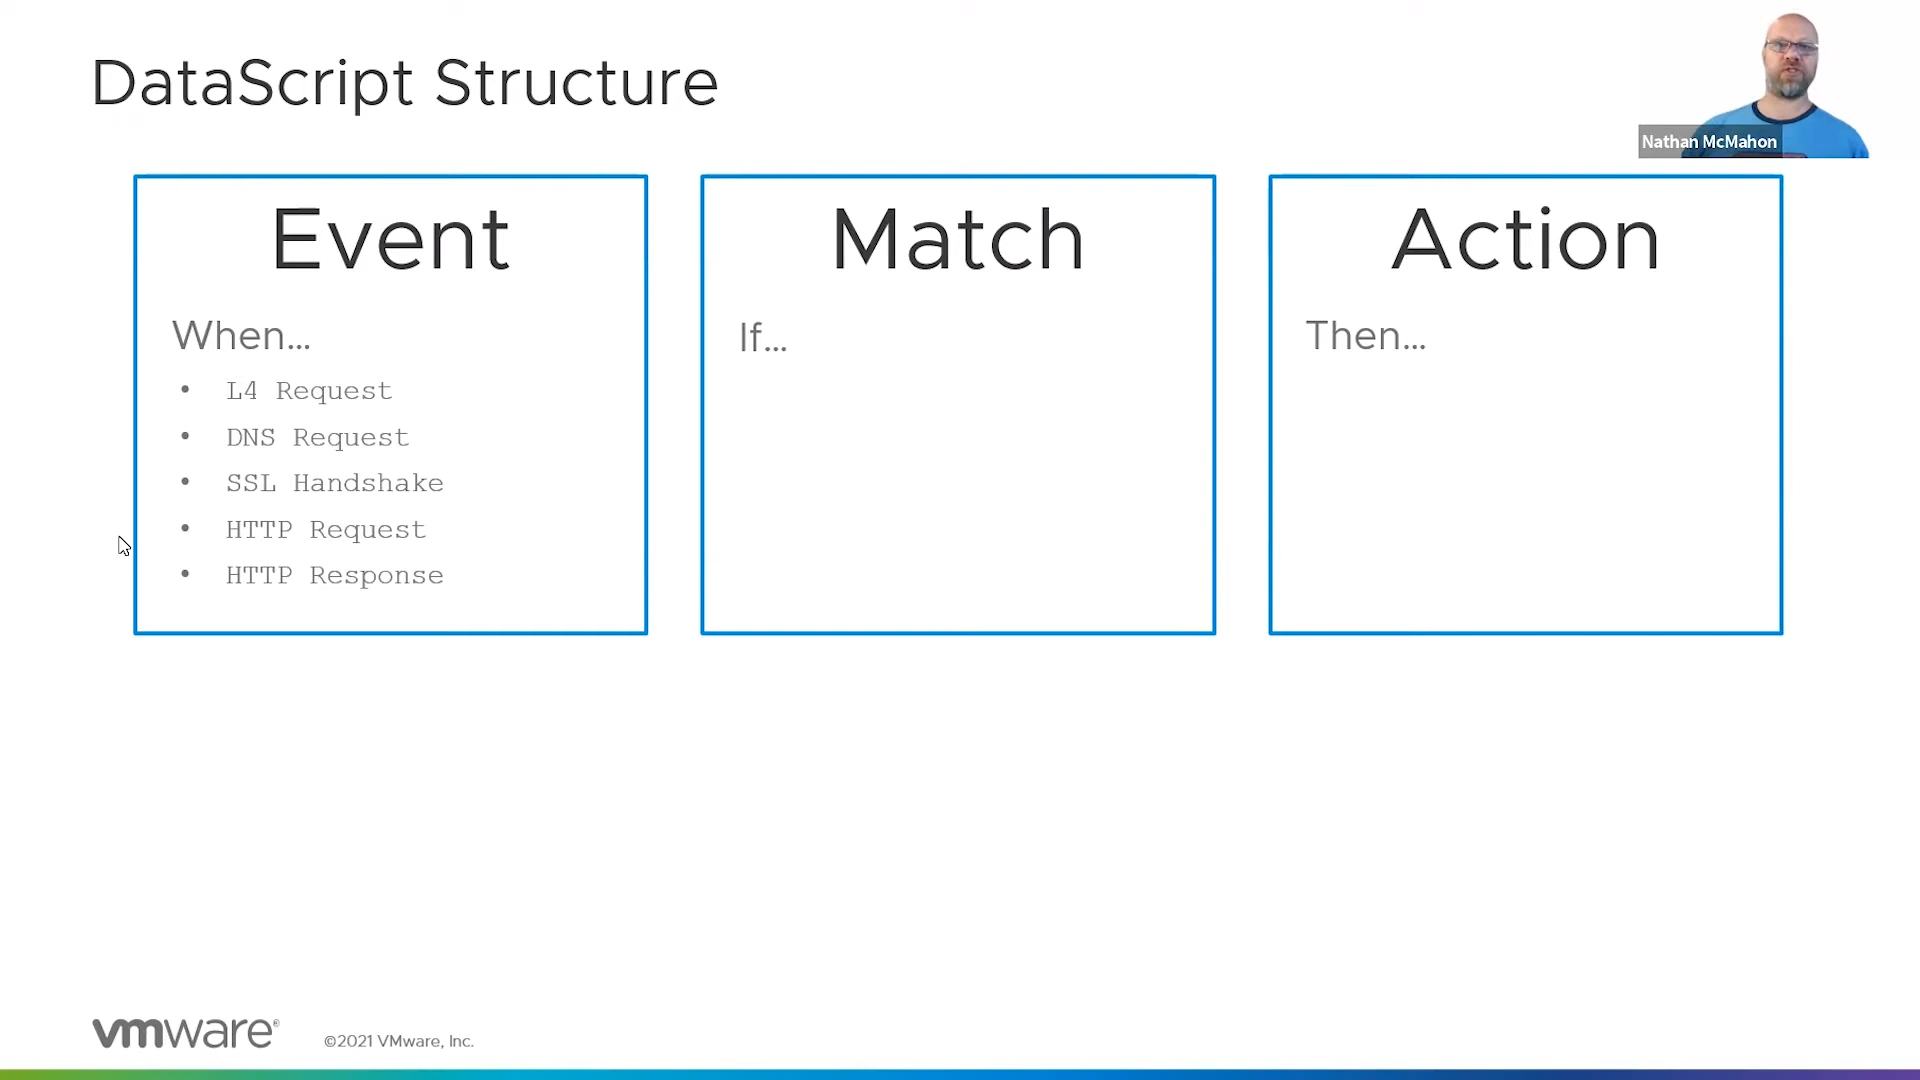 DataScript Structure
Nathan McMahon
Event
When...
• L4 Request
• DNS Request
• SSL Handshake
• HTTP Request
• HTTP Response
Match
If...
Action
Then...
vmware®
©2021 VMware, Inc.